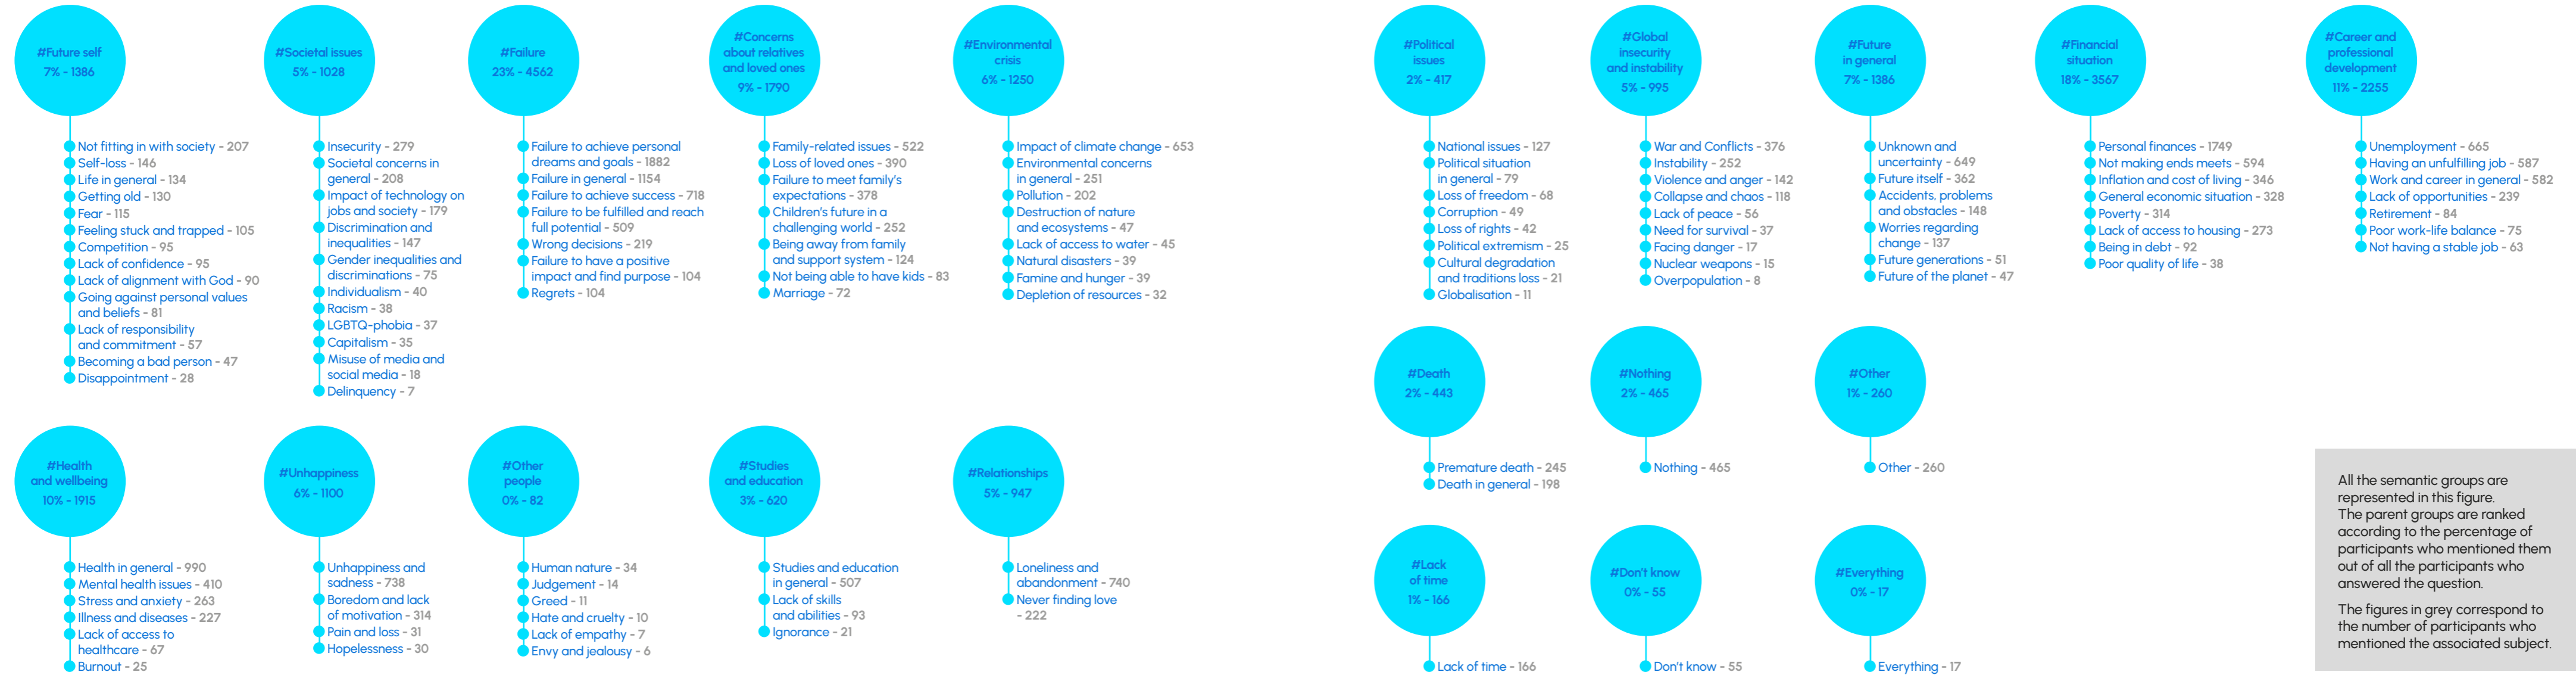 #Future self
7% - 1386
Not fitting in with society - 207
Self-loss - 146
Life in general - 134
Getting old - 130
Fear - 115
Feeling stuck and trapped - 105
Competition - 95
Lack of confidence - 95
Lack of alignment with God - 90
Going against personal values
and beliefs - 81
Lack of responsibility
and commitment - 57
Becoming a bad person - 47
Disappointment - 28
#Societal issues
5% - 1028
Insecurity - 279
Societal concerns in
general - 208
Impact of technology on
jobs and society - 179
Discrimination and
inequalities - 147
Gender inequalities and
discriminations - 75
Individualism - 40
Racism - 38
LGBTQ-phobia - 37
Capitalism - 35
Misuse of media and
social media - 18
Delinquency - 7
#Failure
23% - 4562
Failure to achieve personal
dreams and goals - 1882
Failure in general - 1154
Failure to achieve success - 718
Failure to be fulfilled and reach
full potential - 509
Wrong decisions - 219
Failure to have a positive
impact and find purpose - 104
Regrets - 104
#Concerns
about relatives
and loved ones
9% - 1790
Family-related issues - 522
Loss of loved ones - 390
Failure to meet family's
expectations - 378
Children's future in a
challenging world - 252
Being away from family
and support system - 124
Not being able to have kids - 83
Marriage - 72
#Environmental
crisis
6% - 1250
Impact of climate change - 653
Environmental concerns
in general - 251
Pollution - 202
Destruction of nature
and ecosystems - 47
Lack of access to water - 45
Natural disasters - 39
Famine and hunger - 39
Depletion of resources - 32
#Political
issues
2% - 417
National issues - 127
Political situation
in general - 79
Loss of freedom - 68
Corruption - 49
Loss of rights - 42
Political extremism - 25
Cultural degradation
and traditions loss - 21
Globalisation - 11
#Global
insecurity
and instability
5% - 995
War and Conflicts - 376
Instability - 252
Violence and anger - 142
Collapse and chaos - 118
Lack of peace - 56
Need for survival - 37
Facing danger - 17
Nuclear weapons - 15
Overpopulation - 8
#Future
in general
7% - 1386
Unknown and
uncertainty - 649
Future itself - 362
Accidents, problems
and obstacles - 148
Worries regarding
change - 137
Future generations - 51
Future of the planet - 47
#Financial
situation
18% - 3567
Personal finances - 1749
Not making ends meets - 594
Inflation and cost of living - 346
General economic situation - 328
Poverty - 314
Lack of access to housing - 273
Being in debt - 92
Poor quality of life - 38
#Career and
professional
development
11% - 2255
Unemployment - 665
Having an unfulfilling job - 587
Work and career in general - 582
Lack of opportunities - 239
Retirement - 84
Poor work-life balance - 75
Not having a stable job - 63
#Health
and wellbeing
10% - 1915
Health in general - 990
Mental health issues - 410
Stress and anxiety - 263
Illness and diseases - 227
Lack of access to
healthcare - 67
Burnout - 25
#Unhappiness
6% - 1100
Unhappiness and
sadness - 738
Boredom and lack
of motivation - 314
Pain and loss - 31
Hopelessness - 30
#Other
people
0% - 82
Human nature - 34
Judgement - 14
Greed - 11
Hate and cruelty - 10
Lack of empathy - 7
Envy and jealousy - 6
#Studies
and education
3% - 620
Studies and education
in general - 507
Lack of skills
and abilities - 93
Ignorance - 21
#Relationships
5% - 947
Loneliness and
abandonment - 740
Never finding love
- 222
#Death
2% - 443
Premature death - 245
Death in general - 198
#Nothing
2% - 465
Nothing - 465
#Other
1% - 260
Other - 260
#Lack
of time
1% - 166
Lack of time - 166
#Don't know
0% - 55
Don't know - 55
#Everything
0% - 17
Everything - 17
All the semantic groups are
represented in this figure.
The parent groups are ranked
according to the percentage of
participants who mentioned them
out of all the participants who
answered the question.
The figures in grey correspond to
the number of participants who
mentioned the associated subject.